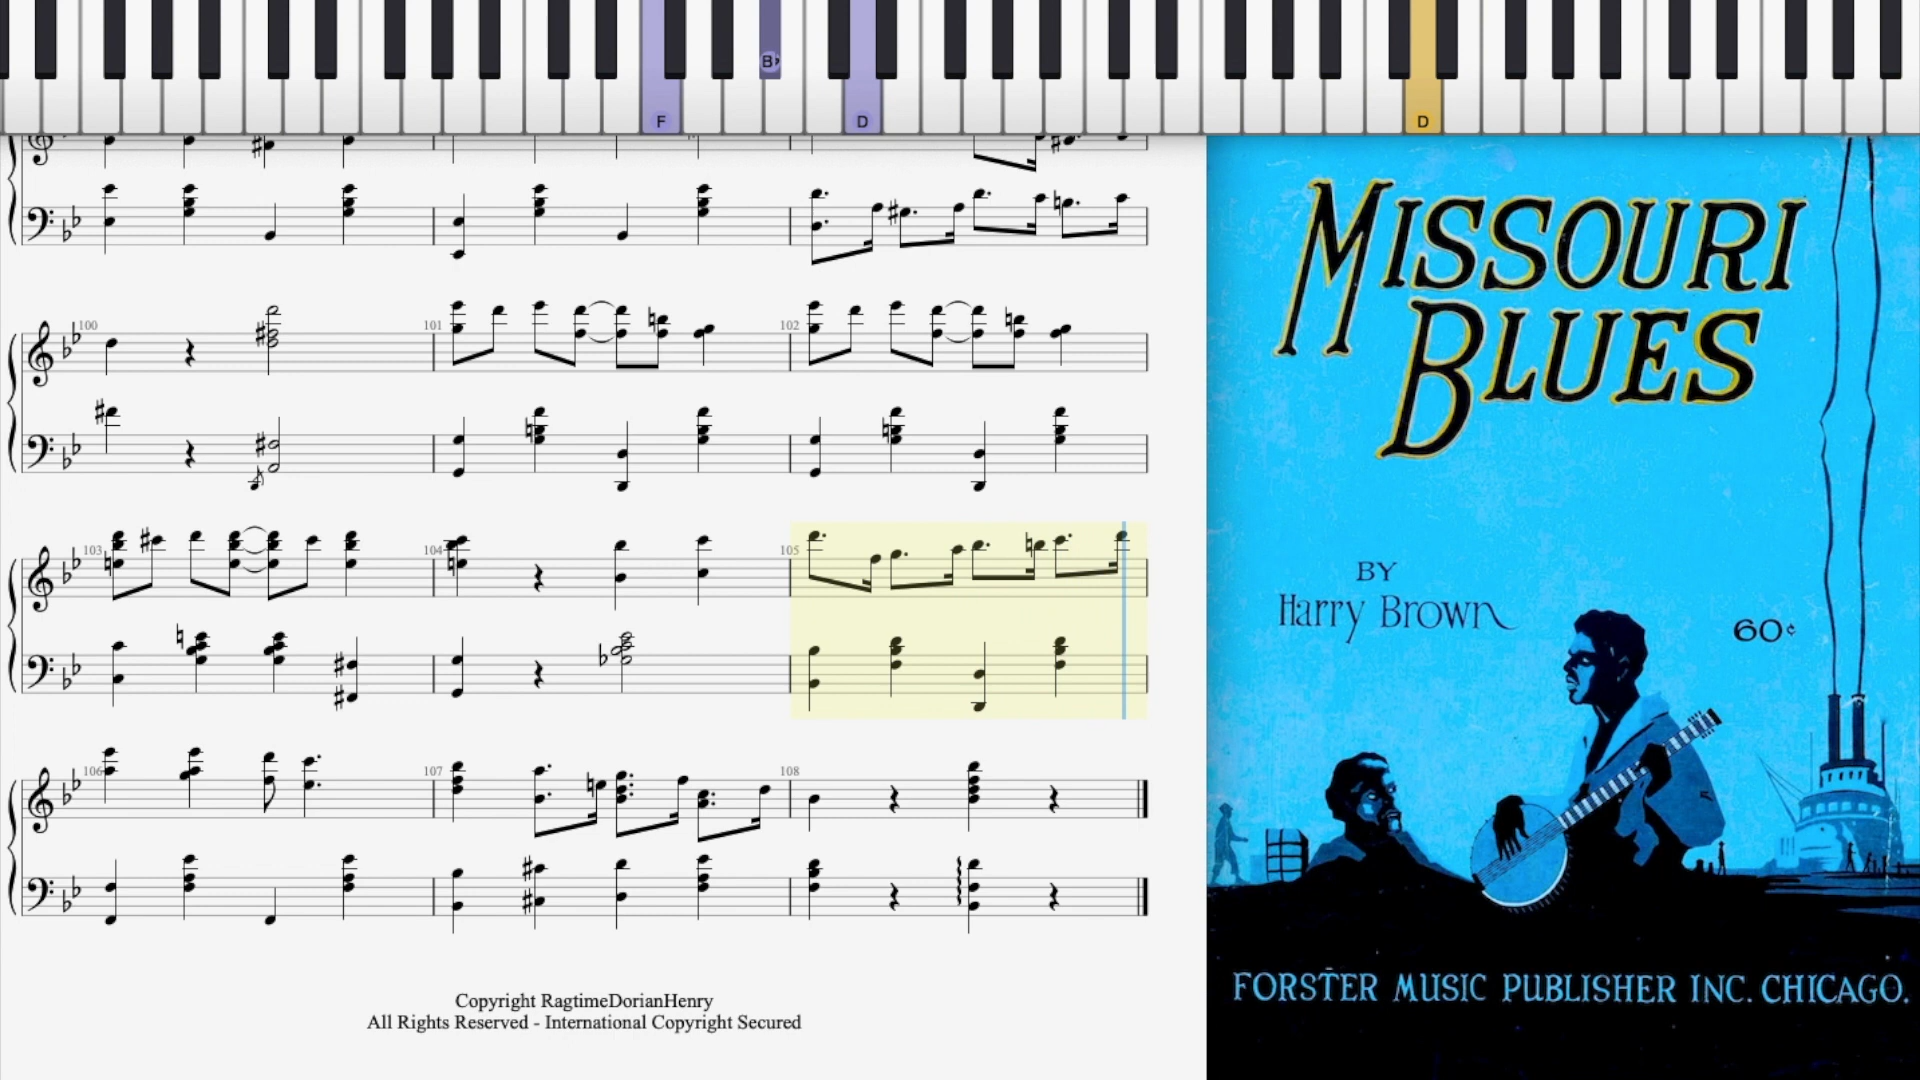 F
B♭
D
D
MISSOURI
BLUES
100
101
102
BY
Harry Brown
60¢
103
104
105
106
107
108
FORSTER MUSIC PUBLISHER INC. CHICAGO.
Copyright RagtimeDorianHenry
All Rights Reserved - International Copyright Secured